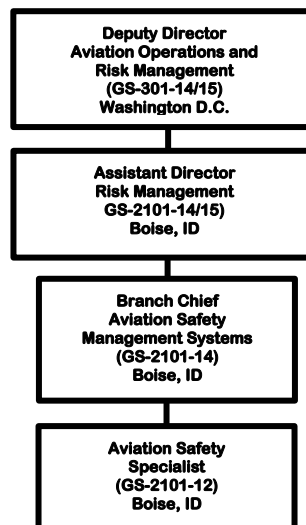 Deputy Director
Aviation Operations and
Risk Management
(GS-301-14/15)
Washington D.C.
Assistant Director
Risk Management
GS-2101-14/15)
Boise, ID
Branch Chief
Aviation Safety
Management Systems
(GS-2101-14)
Boise, ID
Aviation Safety
Specialist
(GS-2101-12)
Boise, ID